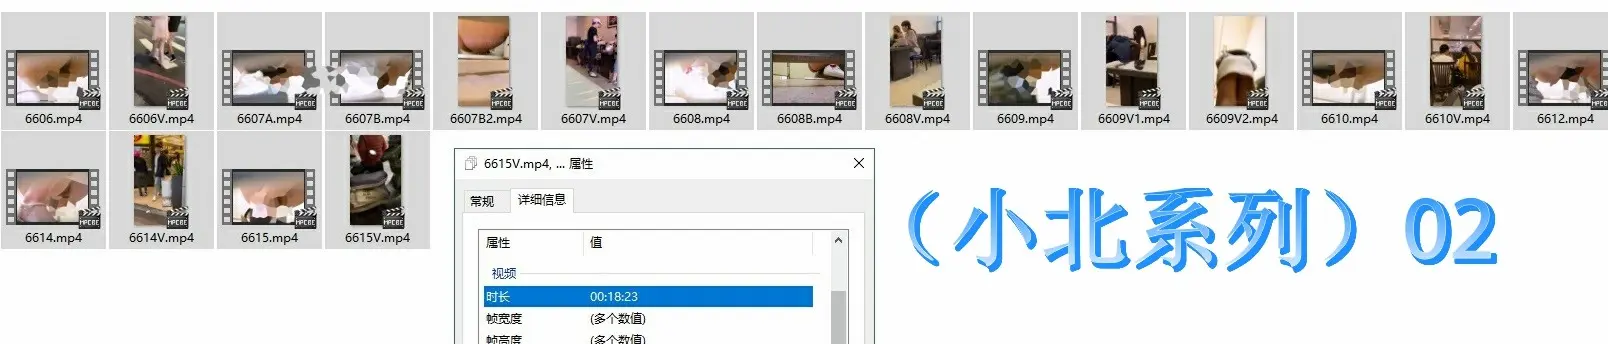 6606.mp4 6606V.mp4 6607A.mp4 6607B.mp4 6607B2.mp4 6607V.mp4 6608.mp4 6608B.mp4 6608V.mp4 6609.mp4 6609V1.mp4 6609V2.mp4 6610.mp4 6610V.mp4 6612.mp4
6614.mp4 6614V.mp4 6615.mp4 6615V.mp4
6615V.mp4, ... 属性
常规 详细信息
（小北系列）02
属性 值
视频
时长 00:18:23
帧宽度 (多个数值)
帧高度 (多个数值)